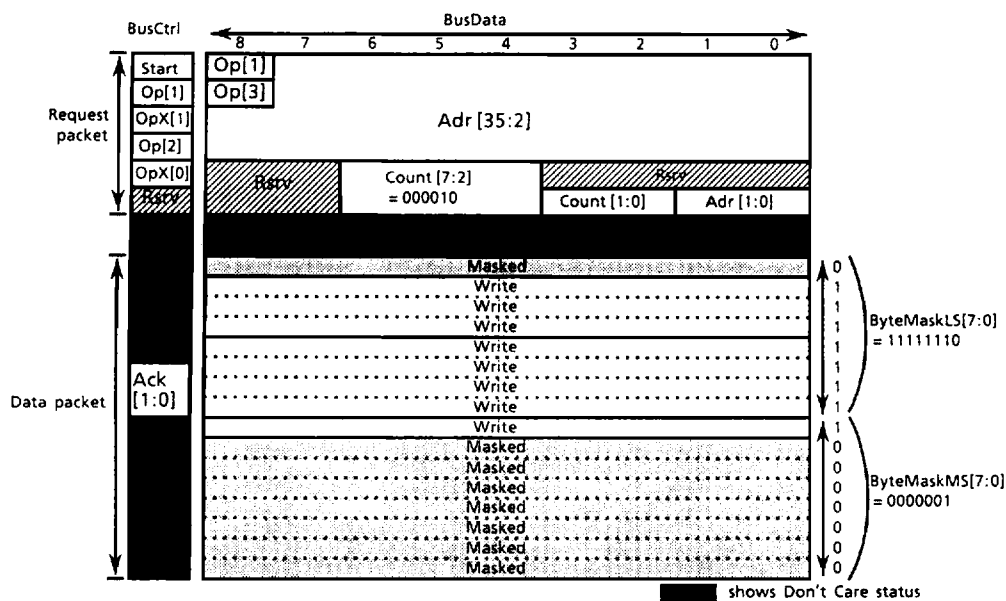 BusCtrl
BusData
8 7 6 5 4 3 2 1 0
Request packet
Start
Op[1]
OpX[1]
Op[2]
OpX[0]
Rsrv
Op[1]
Op[3]
Adr [35:2]
Rsrv
Count [7:2]
= 000010
Rsrv
Count [1:0]
Adr [1:0]
Data packet
Ack
[1:0]
Masked 0
Write 1
Write 1
Write 1
Write 1
Write 1
Write 1
Write 1
ByteMaskLS[7:0]
= 11111110
Write 1
Masked 0
Masked 0
Masked 0
Masked 0
Masked 0
Masked 0
Masked 0
ByteMaskMS[7:0]
= 0000001
shows Don't Care status